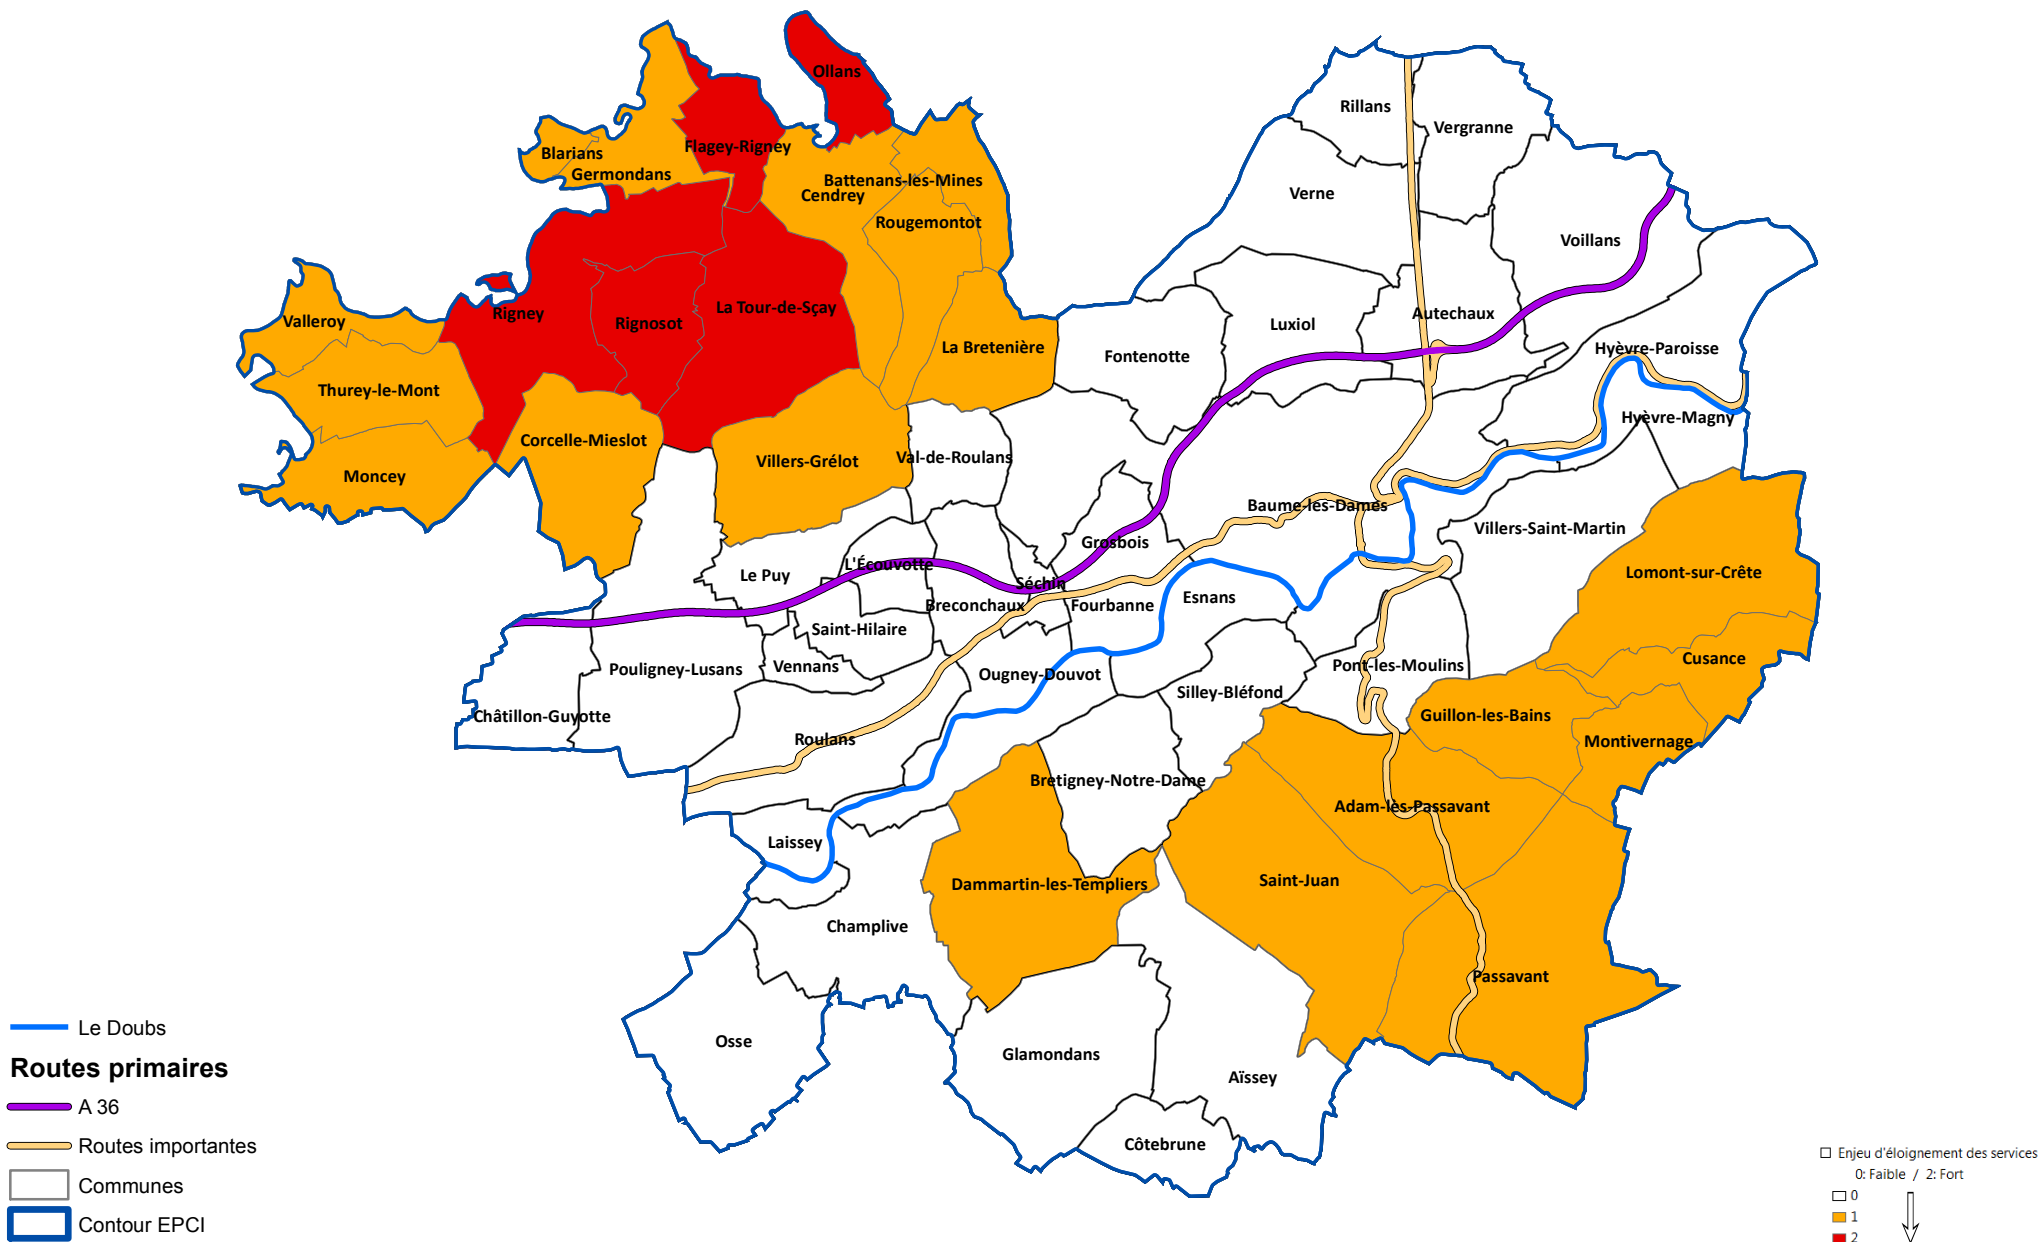 Ollans
Rillans
Vergranne
Flagey-Rigney
Blarians
Germondans
Battenans-les-Mines
Cendrey
Verne
Rougemontot
Voillans
La Tour-de-Sçay
Rigney
Autechaux
Valleroy
Rignosot
Luxiol
La Bretenière
Hyèvre-Paroisse
Fontenotte
Thurey-le-Mont
Hyèvre-Magny
Corcelle-Mieslot
Val-de-Roulans
Villers-Grélot
Moncey
Baume-les-Dames
Villers-Saint-Martin
Grosbois
L'Écouvotte
Lomont-sur-Crête
Le Puy
Séchin
Esnans
Breconchaux
Fourbanne
Saint-Hilaire
Cusance
Vennans
Pont-les-Moulins
Pouligney-Lusans
Ougney-Douvot
Silley-Bléfond
Châtillon-Guyotte
Guillon-les-Bains
Roulans
Montivernage
Bretigney-Notre-Dame
Adam-lès-Passavant
Laissey
Saint-Juan
Dammartin-les-Templiers
Champlive
Passavant
Osse
Glamondans
Aïssey
Côtebrune
Le Doubs
Routes primaires
A 36
Routes importantes
Communes
Contour EPCI
Enjeu d'éloignement des services
0: Faible / 2: Fort
0
1
2